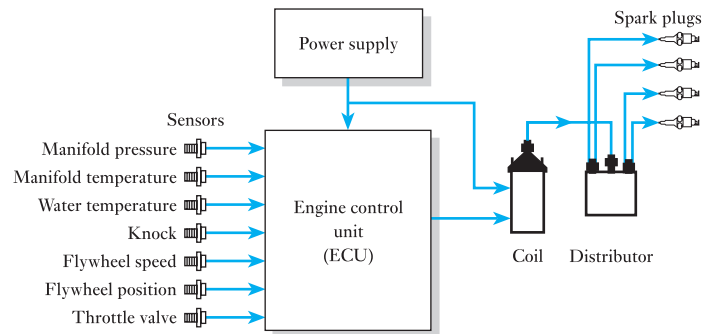 Spark plugs
Power supply
Sensors
Manifold pressure
Manifold temperature
Water temperature
Knock
Flywheel speed
Flywheel position
Throttle valve
Engine control
unit
(ECU)
Coil
Distributor